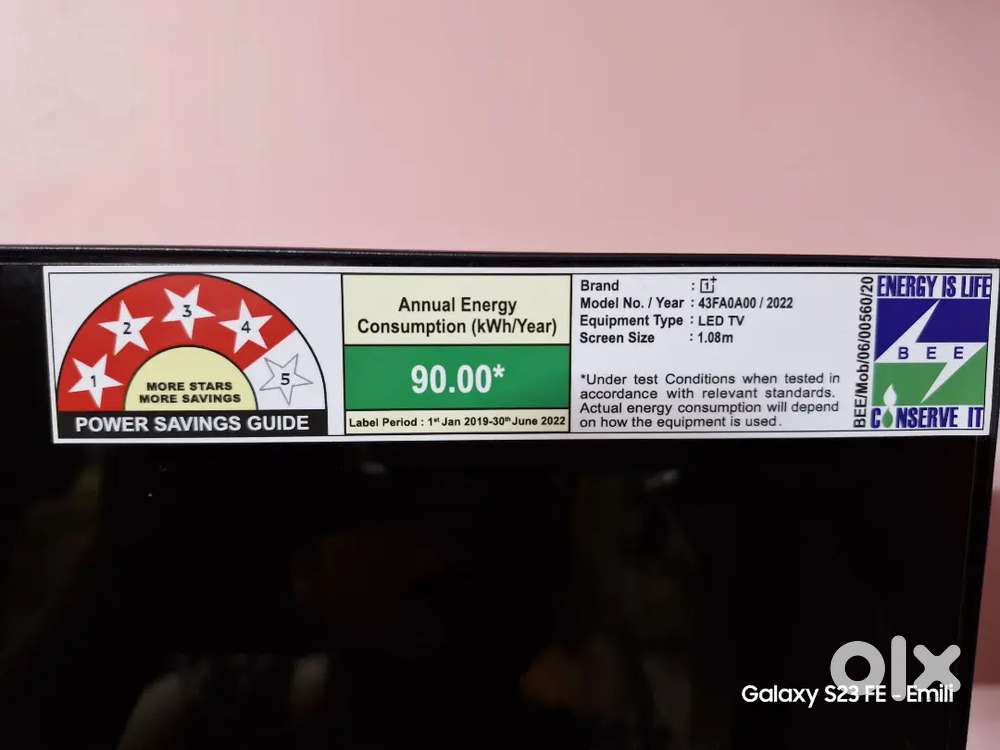 1
2
3
4
5
MORE STARS
MORE SAVINGS
POWER SAVINGS GUIDE
Annual Energy
Consumption (kWh/Year)
90.00*
Label Period : 1st Jan 2019-30th June 2022
Brand : 1+
Model No. / Year : 43FA0A00 / 2022
Equipment Type : LED TV
Screen Size : 1.08m
*Under test Conditions when tested in
accordance with relevant standards.
Actual energy consumption will depend
on how the equipment is used.
BEE/Mob/06/00560/20
ENERGY IS LIFE
BEE
CONSERVE IT
olx
Galaxy S23 FE - Emili